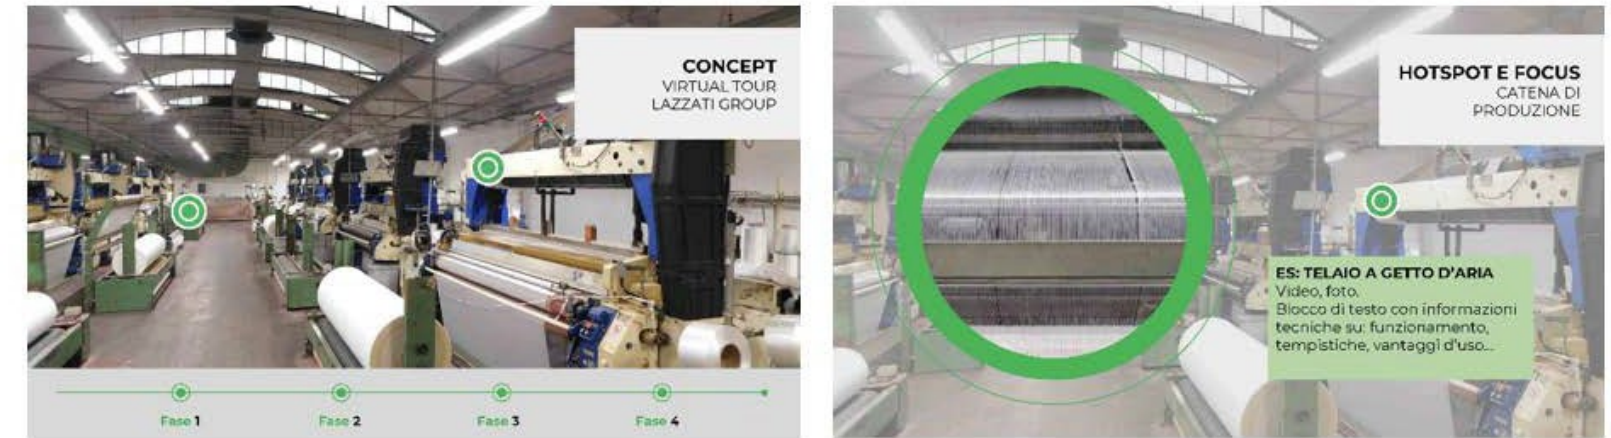 CONCEPT
VIRTUAL TOUR
LAZZATI GROUP
Fase 1
Fase 2
Fase 3
Fase 4
HOTSPOT E FOCUS
CATENA DI
PRODUZIONE
ES: TELAIO A GETTO D'ARIA
Video, foto.
Blocco di testo con informazioni
tecniche su: funzionamento,
tempistiche, vantaggi d'uso...